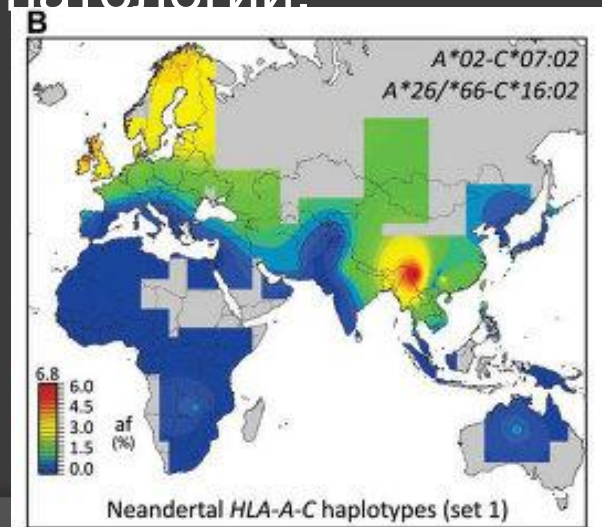 B
A*02-C*07:02
A*26/*66-C*16:02
6.8
6.0
4.5
3.0
1.5
0.0
af
(%)
Neandertal HLA-A-C haplotypes (set 1)